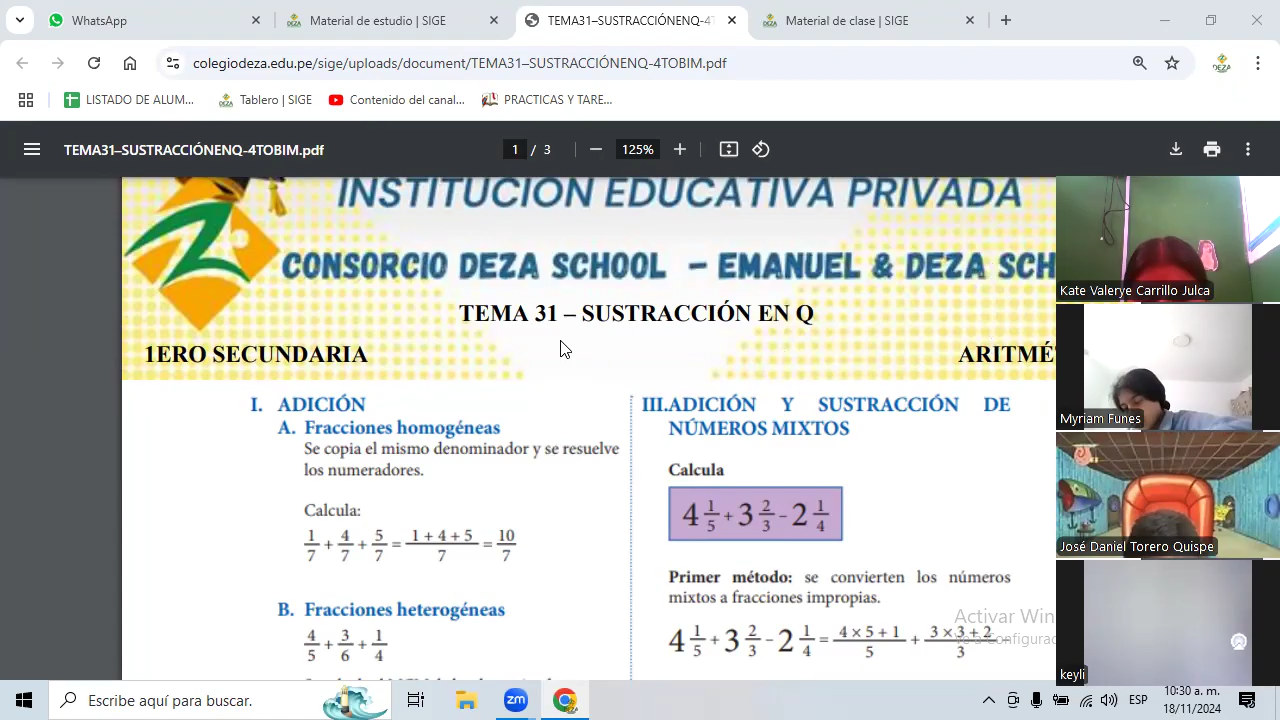 WhatsApp
Material de estudio | SIGE
TEMA31–SUSTRACCIÓNENQ-4T
Material de clase | SIGE
colegiodeza.edu.pe/sige/uploads/document/TEMA31–SUSTRACCIÓNENQ-4TOBIM.pdf
LISTADO DE ALUM...
Tablero | SIGE
Contenido del canal...
PRACTICAS Y TARE...
TEMA31–SUSTRACCIÓNENQ-4TOBIM.pdf
1 / 3
125%
INSTITUCION EDUCATIVA PRIVADA
CONSORCIO DEZA SCHOOL – EMANUEL & DEZA SCH
TEMA 31 – SUSTRACCIÓN EN Q
1ERO SECUNDARIA
ARITMÉ
I. ADICIÓN
A. Fracciones homogéneas
Se copia el mismo denominador y se resuelve
los numeradores.
Calcula:
1/7 + 4/7 + 5/7 = (1 + 4 + 5)/7 = 10/7
B. Fracciones heterogéneas
4/5 + 3/6 + 1/4
III. ADICIÓN Y SUSTRACCIÓN DE
NÚMEROS MIXTOS
Calcula
4 1/5 + 3 2/3 - 2 1/4
Primer método: se convierten los números
mixtos a fracciones impropias.
4 1/5 + 3 2/3 - 2 1/4 = (4 × 5 + 1)/5 + (3 × 3 + 2)/3
Activar Win
Ve a Configurac
Kate Valerye Carrillo Julca
Myriam Funes
José Daniel Torero Quispe
keyli
Escribe aquí para buscar.
zm
ESP
10:30 a. m.
18/11/2024